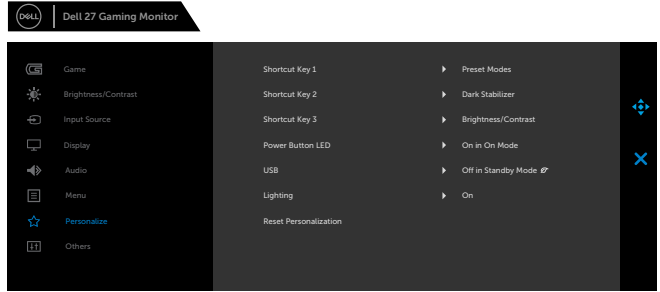 DELL
Dell 27 Gaming Monitor
Game
Shortcut Key 1 Preset Modes
Brightness/Contrast
Shortcut Key 2 Dark Stabilizer
Input Source
Shortcut Key 3 Brightness/Contrast
Display
Power Button LED On in On Mode
Audio
USB Off in Standby Mode
Menu
Lighting On
Personalize
Reset Personalization
Others